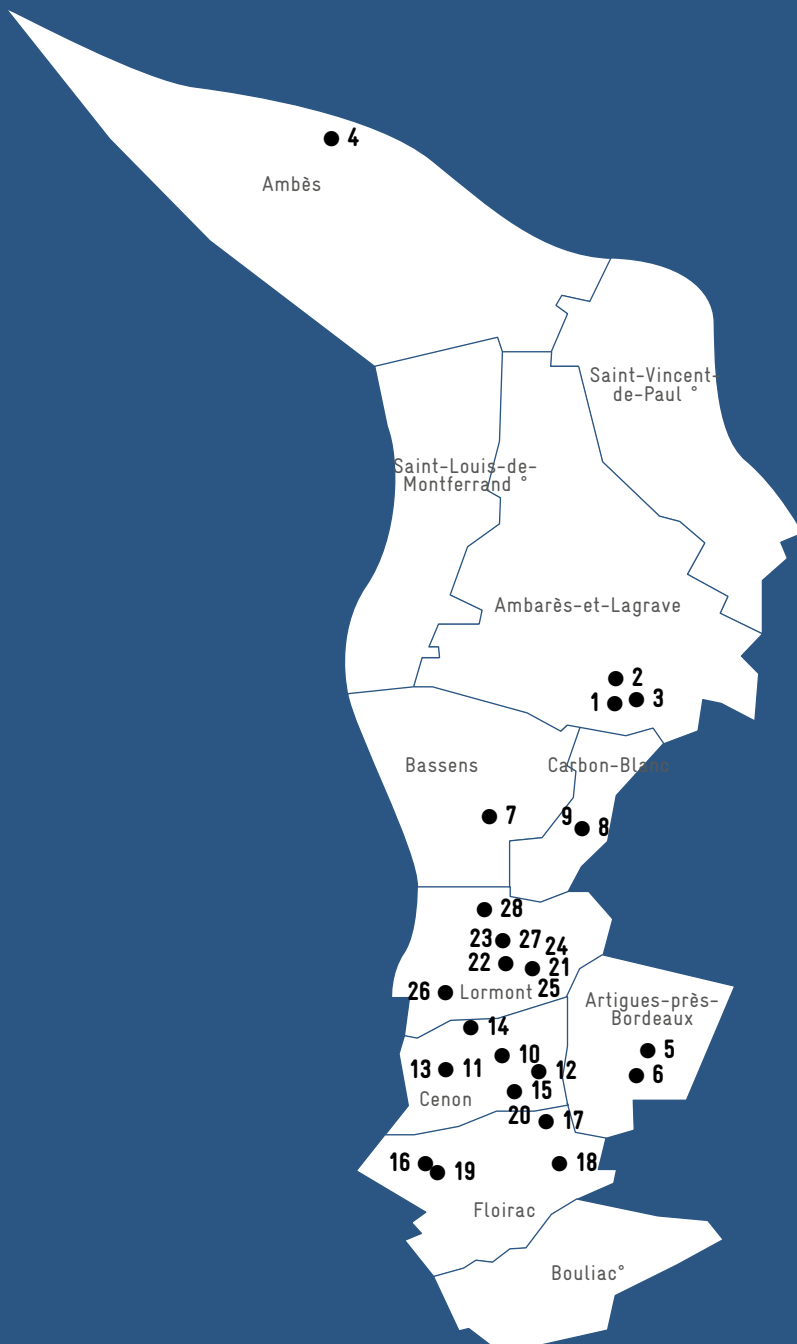 4
Ambès
Saint-Vincent-
de-Paul °
Saint-Louis-de-
Montferrand °
Ambarès-et-Lagrave
2
1 3
Bassens
Carbon-Blanc
7
9 8
28
23 27 24
22 21
26 Lormont 25
Artigues-près-
Bordeaux
14
5
10
13 11 12
6
15
Cenon
20 17
16 19 18
Floirac
Bouliac°